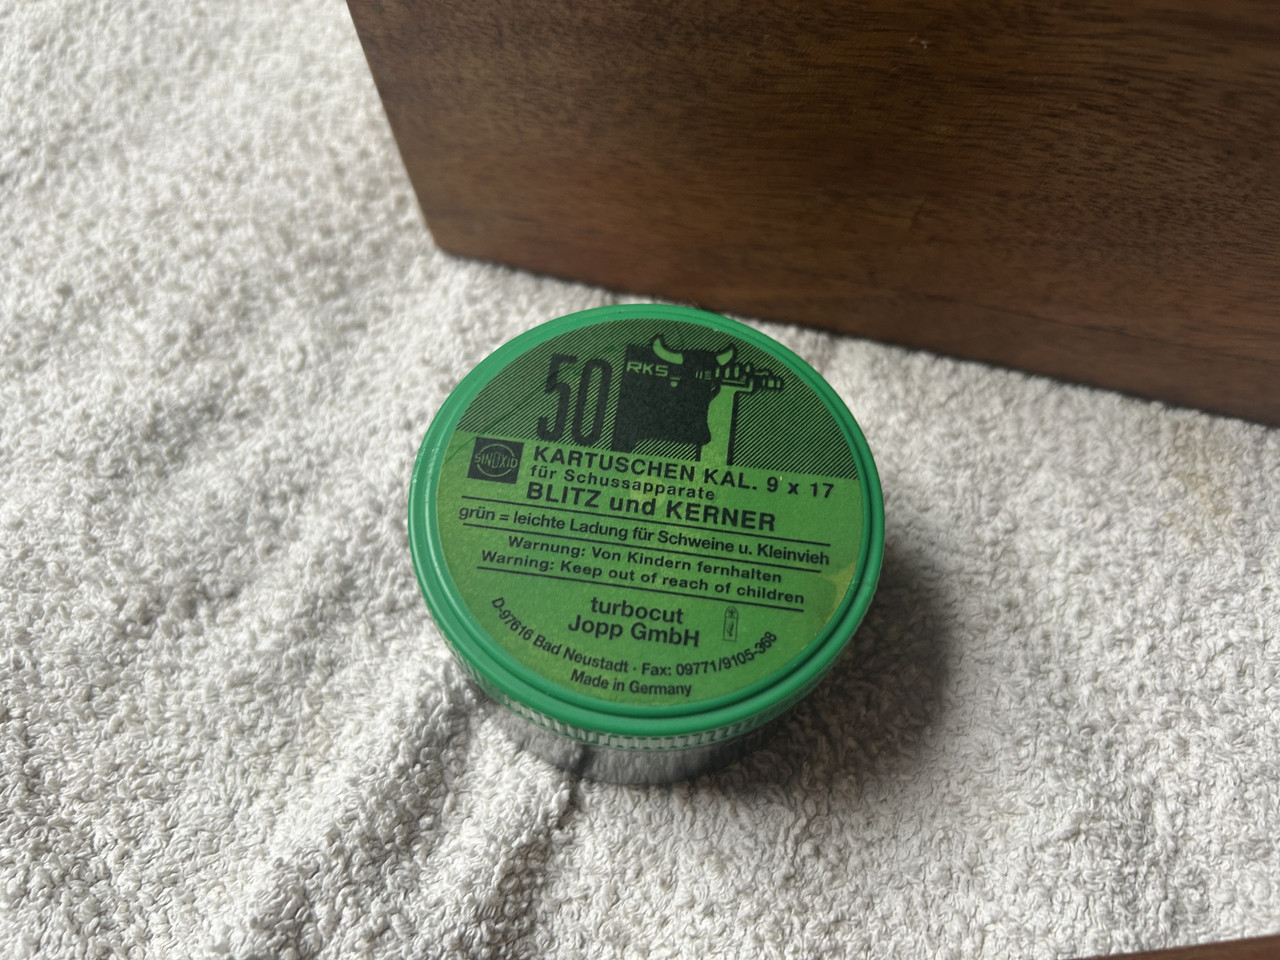 50
RKS
SINOXID
KARTUSCHEN KAL. 9 x 17
für Schussapparate
BLITZ und KERNER
grün = leichte Ladung für Schweine u. Kleinvieh
Warnung: Von Kindern fernhalten
Warning: Keep out of reach of children
turbocut
Jopp GmbH
D-97616 Bad Neustadt · Fax: 09771/9105-368
Made in Germany